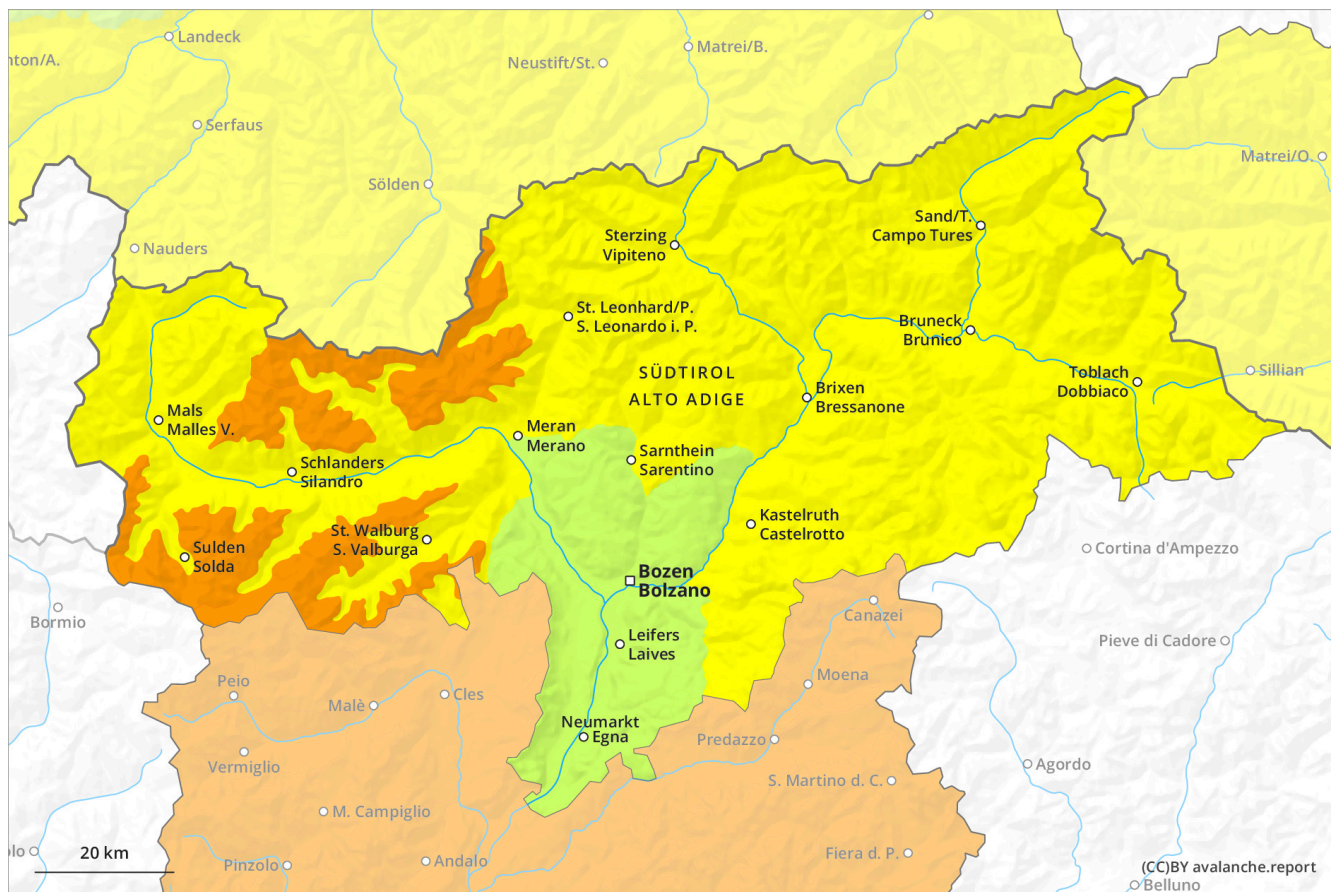 Landeck
nton/A.
Matrei/B.
Neustift/St.
Serfaus
Matrei/O.
Sölden
Nauders
Sand/T.
Campo Tures
Sterzing
Vipiteno
St. Leonhard/P.
S. Leonardo i. P.
Bruneck
Brunico
SÜDTIROL
ALTO ADIGE
Toblach
Dobbiaco
Sillian
Brixen
Bressanone
Mals
Malles V.
Meran
Merano
Sarnthein
Sarentino
Schlanders
Silandro
Kastelruth
Castelrotto
St. Walburg
S. Valburga
Sulden
Solda
Cortina d'Ampezzo
Bozen
Bolzano
Bormio
Canazei
Leifers
Laives
Pieve di Cadore
Peio
Moena
Cles
Malè
Neumarkt
Egna
Predazzo
Vermiglio
Agordo
S. Martino d. C.
M. Campiglio
olo
20 km
Pinzolo
Andalo
Fiera d. P.
(CC)BY avalanche.report
Belluno